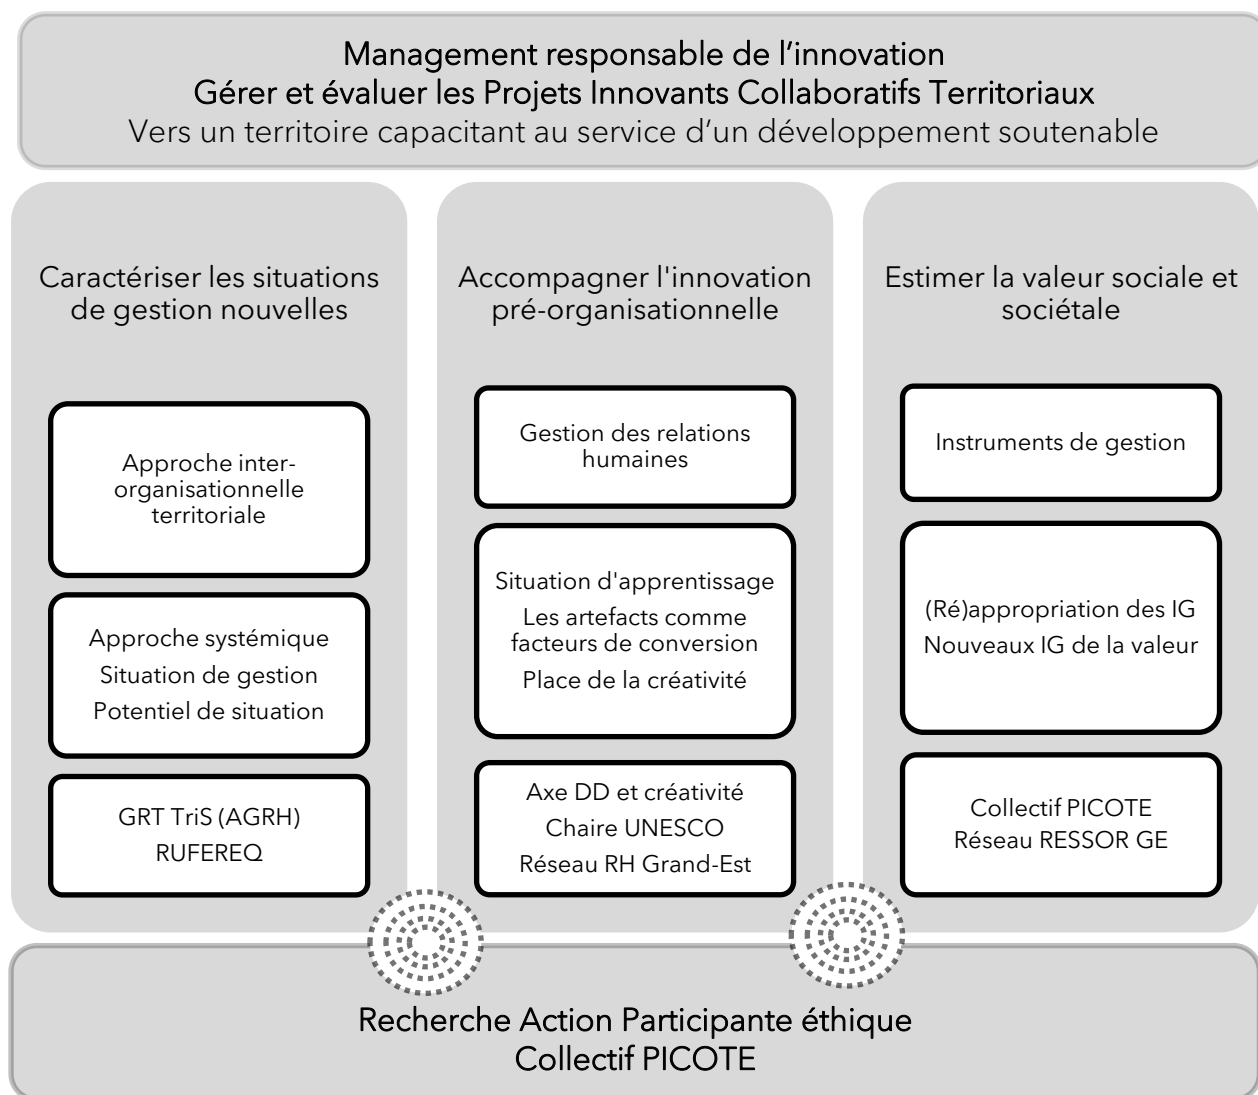 Management responsable de l’innovation
Gérer et évaluer les Projets Innovants Collaboratifs Territoriaux
Vers un territoire capacitant au service d’un développement soutenable
Caractériser les situations
de gestion nouvelles
Approche inter-
organisationnelle
territoriale
Approche systémique
Situation de gestion
Potentiel de situation
GRT TriS (AGRH)
RUFEREQ
Accompagner l'innovation
pré-organisationnelle
Gestion des relations
humaines
Situation d'apprentissage
Les artefacts comme
facteurs de conversion
Place de la créativité
Axe DD et créativité
Chaire UNESCO
Réseau RH Grand-Est
Estimer la valeur sociale et
sociétale
Instruments de gestion
(Ré)appropriation des IG
Nouveaux IG de la valeur
Collectif PICOTE
Réseau RESSOR GE
Recherche Action Participante éthique
Collectif PICOTE